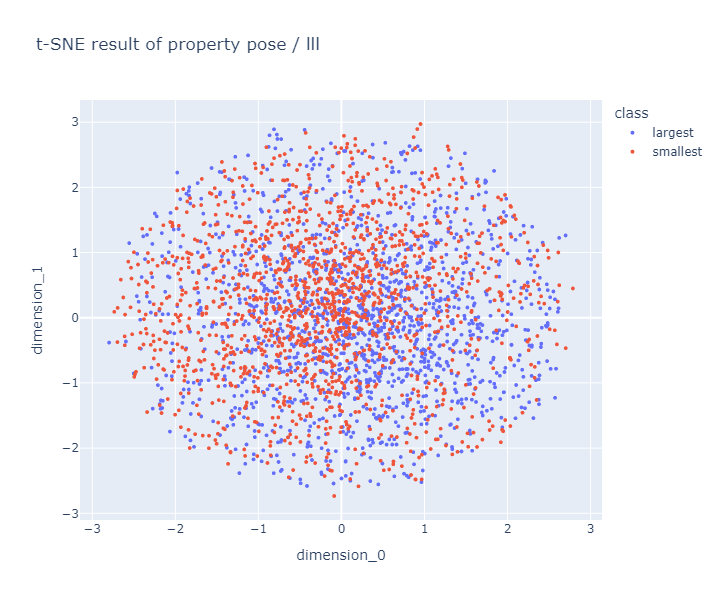 t-SNE result of property pose / lll
class
largest
smallest
dimension_1
3
2
1
0
−1
−2
−3
−3
−2
−1
0
1
2
3
dimension_0